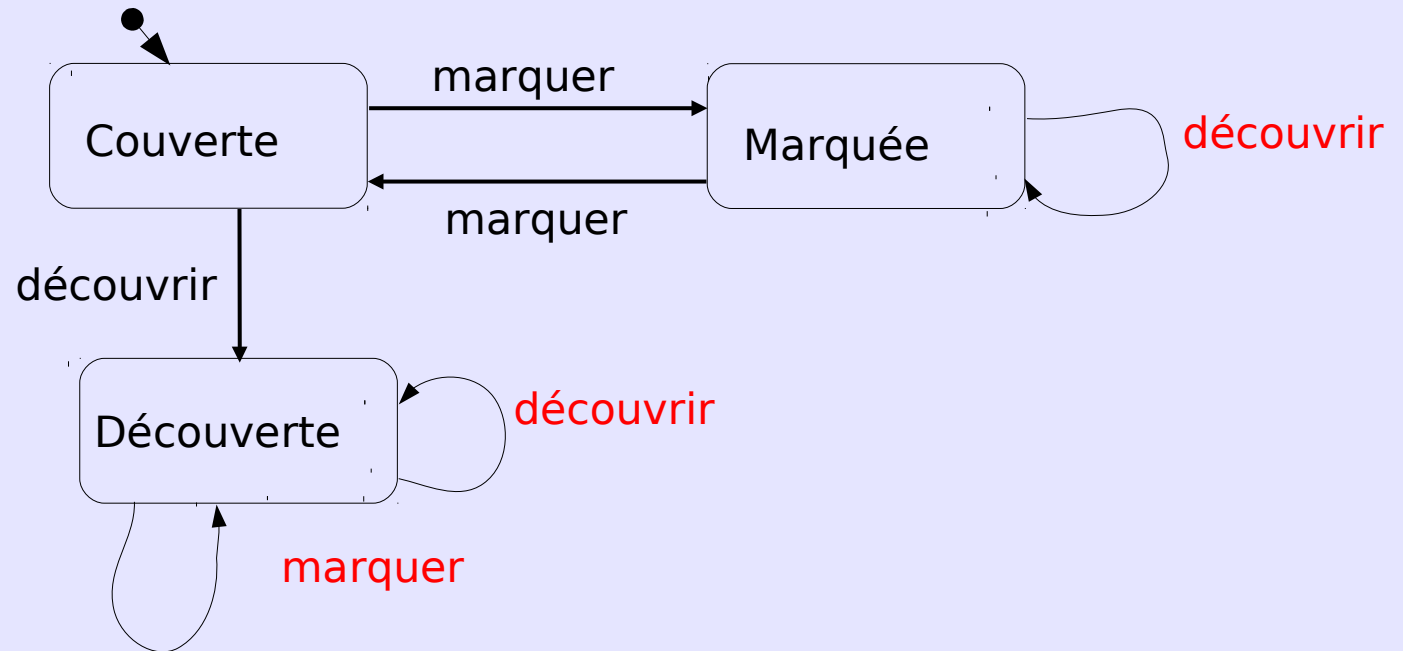 marquer
découvrir
Couverte
Marquée
marquer
découvrir
découvrir
Découverte
marquer